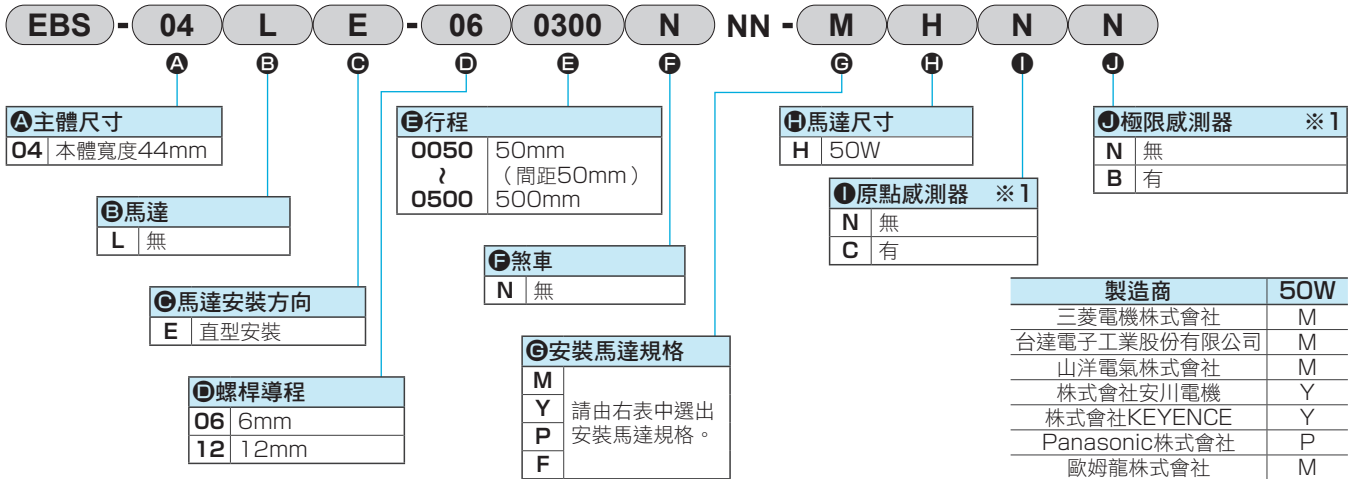 EBS - 04 L E - 06 0300 N NN - M H N N
A B C D E F G H I J
A主體尺寸
04 本體寬度44mm
B馬達
L 無
C馬達安裝方向
E 直型安裝
D螺桿導程
06 6mm
12 12mm
E行程
0050 50mm
~ （間距50mm）
0500 500mm
F煞車
N 無
G安裝馬達規格
M
Y
P
F
請由右表中選出
安裝馬達規格。
H馬達尺寸
H 50W
I原點感測器 ※1
N 無
C 有
J極限感測器 ※1
N 無
B 有
製造商 50W
三菱電機株式會社 M
台達電子工業股份有限公司 M
山洋電氣株式會社 M
株式會社安川電機 Y
株式會社KEYENCE Y
Panasonic株式會社 P
歐姆龍株式會社 M